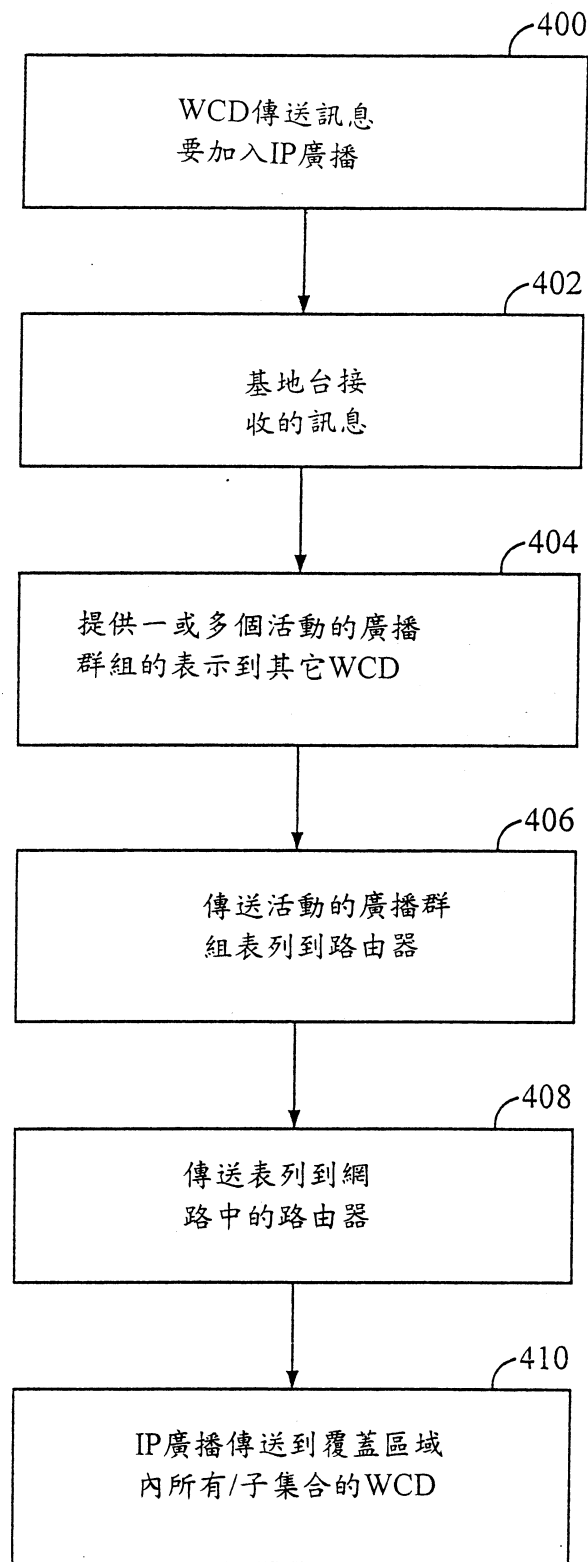 400
WCD傳送訊息
要加入IP廣播
402
基地台接
收的訊息
404
提供一或多個活動的廣播
群組的表示到其它WCD
406
傳送活動的廣播群
組表列到路由器
408
傳送表列到網
路中的路由器
410
IP廣播傳送到覆蓋區域
內所有/子集合的WCD